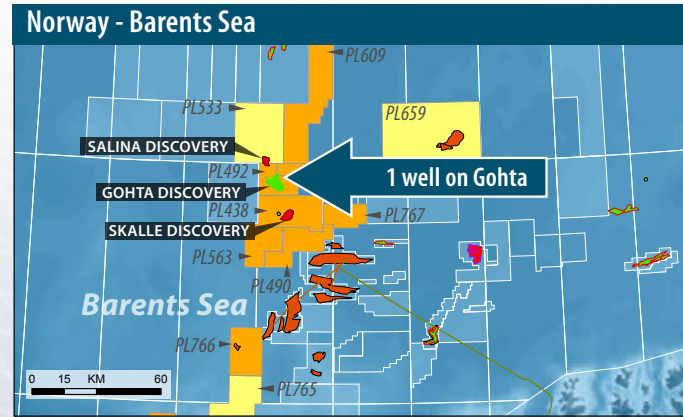 Norway - Barents Sea
PL609
PL533
PL659
SALINA DISCOVERY
PL492
1 well on Gohta
GOHTA DISCOVERY
PL438
PL767
SKALLE DISCOVERY
PL563
PL490
Barents Sea
PL766
0 15 KM 60
PL765